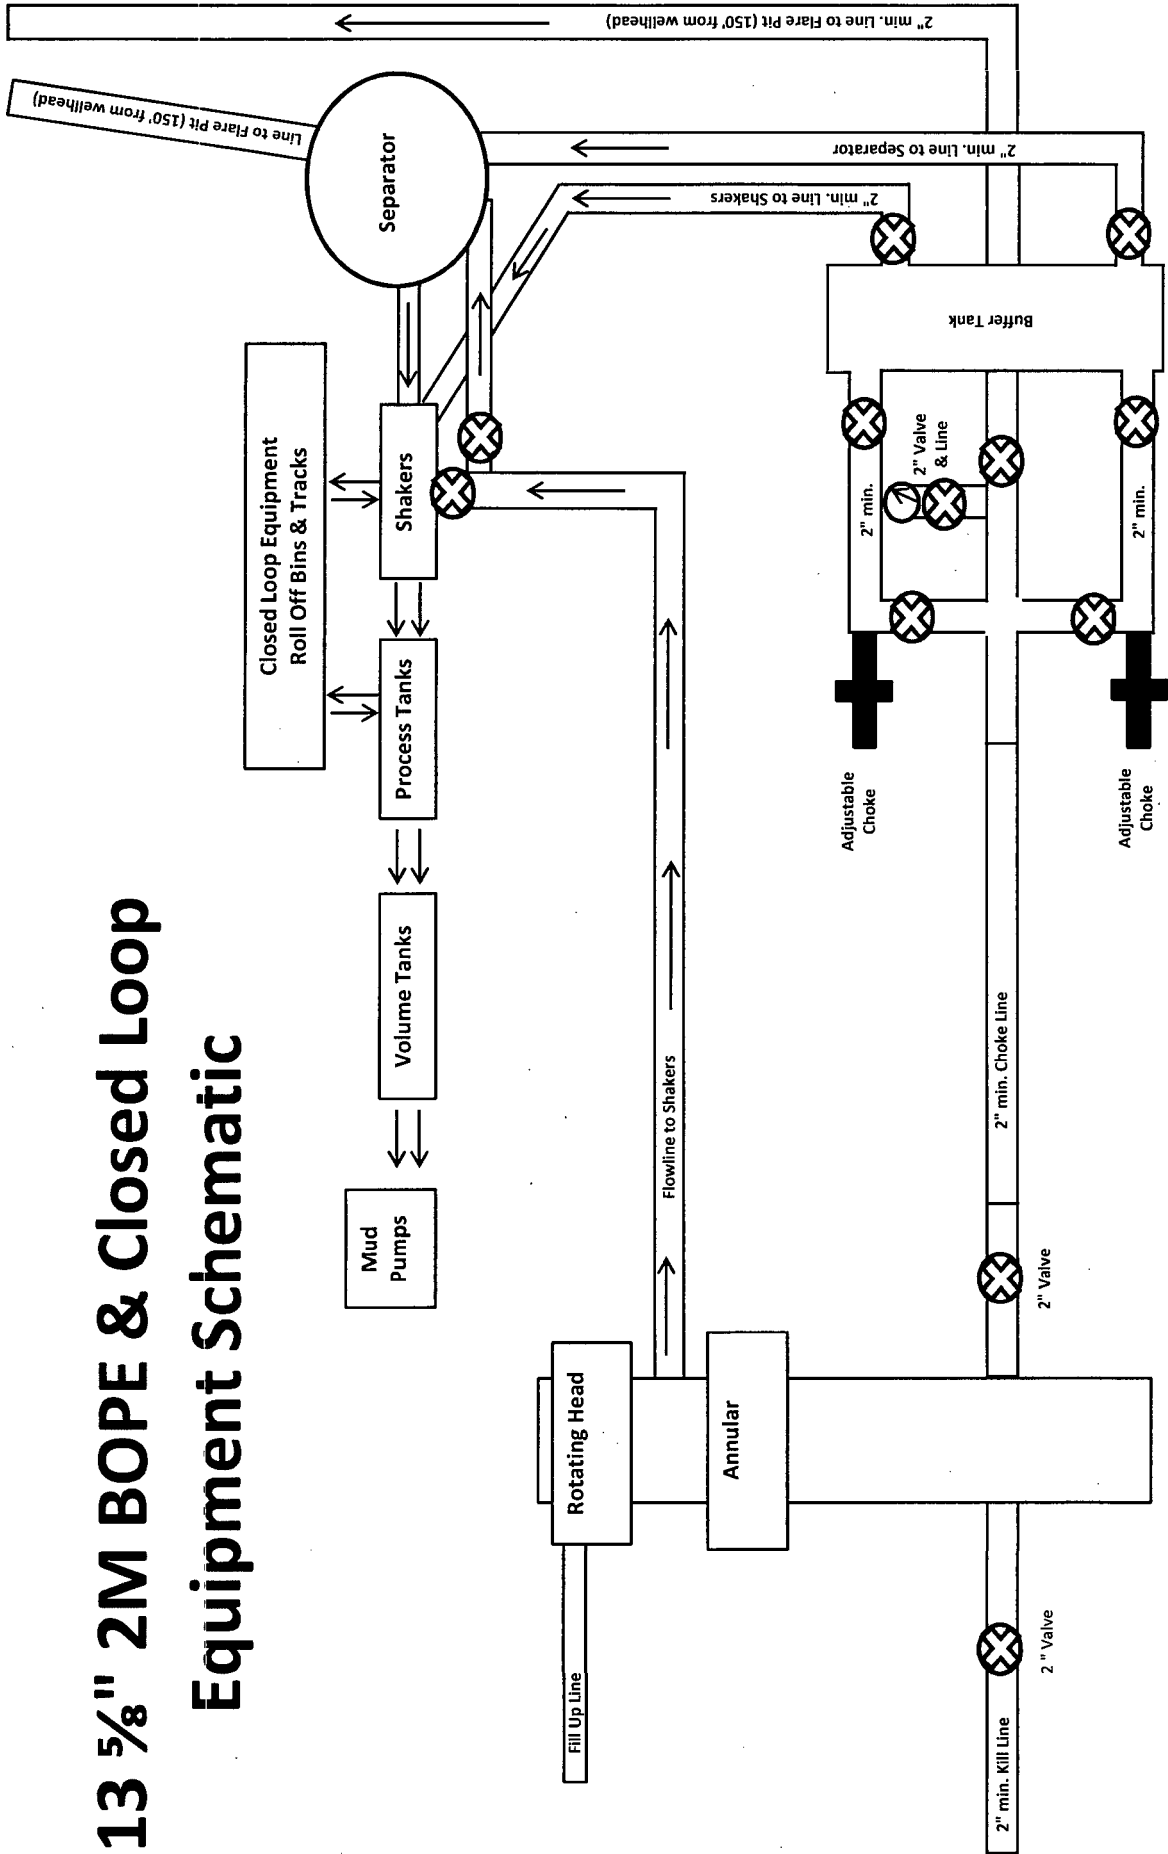 13 ⅝" 2M BOPE & Closed Loop
Equipment Schematic
2" min. Line to Flare Pit (150' from wellhead)
Line to Flare Pit (150' from wellhead)
Separator
Closed Loop Equipment
Roll Off Bins & Tracks
Mud
Pumps
Volume Tanks
Process Tanks
Shakers
2" min. Line to Separator
2" min. Line to Shakers
Fill Up Line
Rotating Head
Flowline to Shakers
Annular
Adjustable
Choke
2" min.
2" Valve
& Line
Buffer Tank
2" min. Kill Line
2 " Valve
2" Valve
2" min. Choke Line
Adjustable
Choke
2" min.